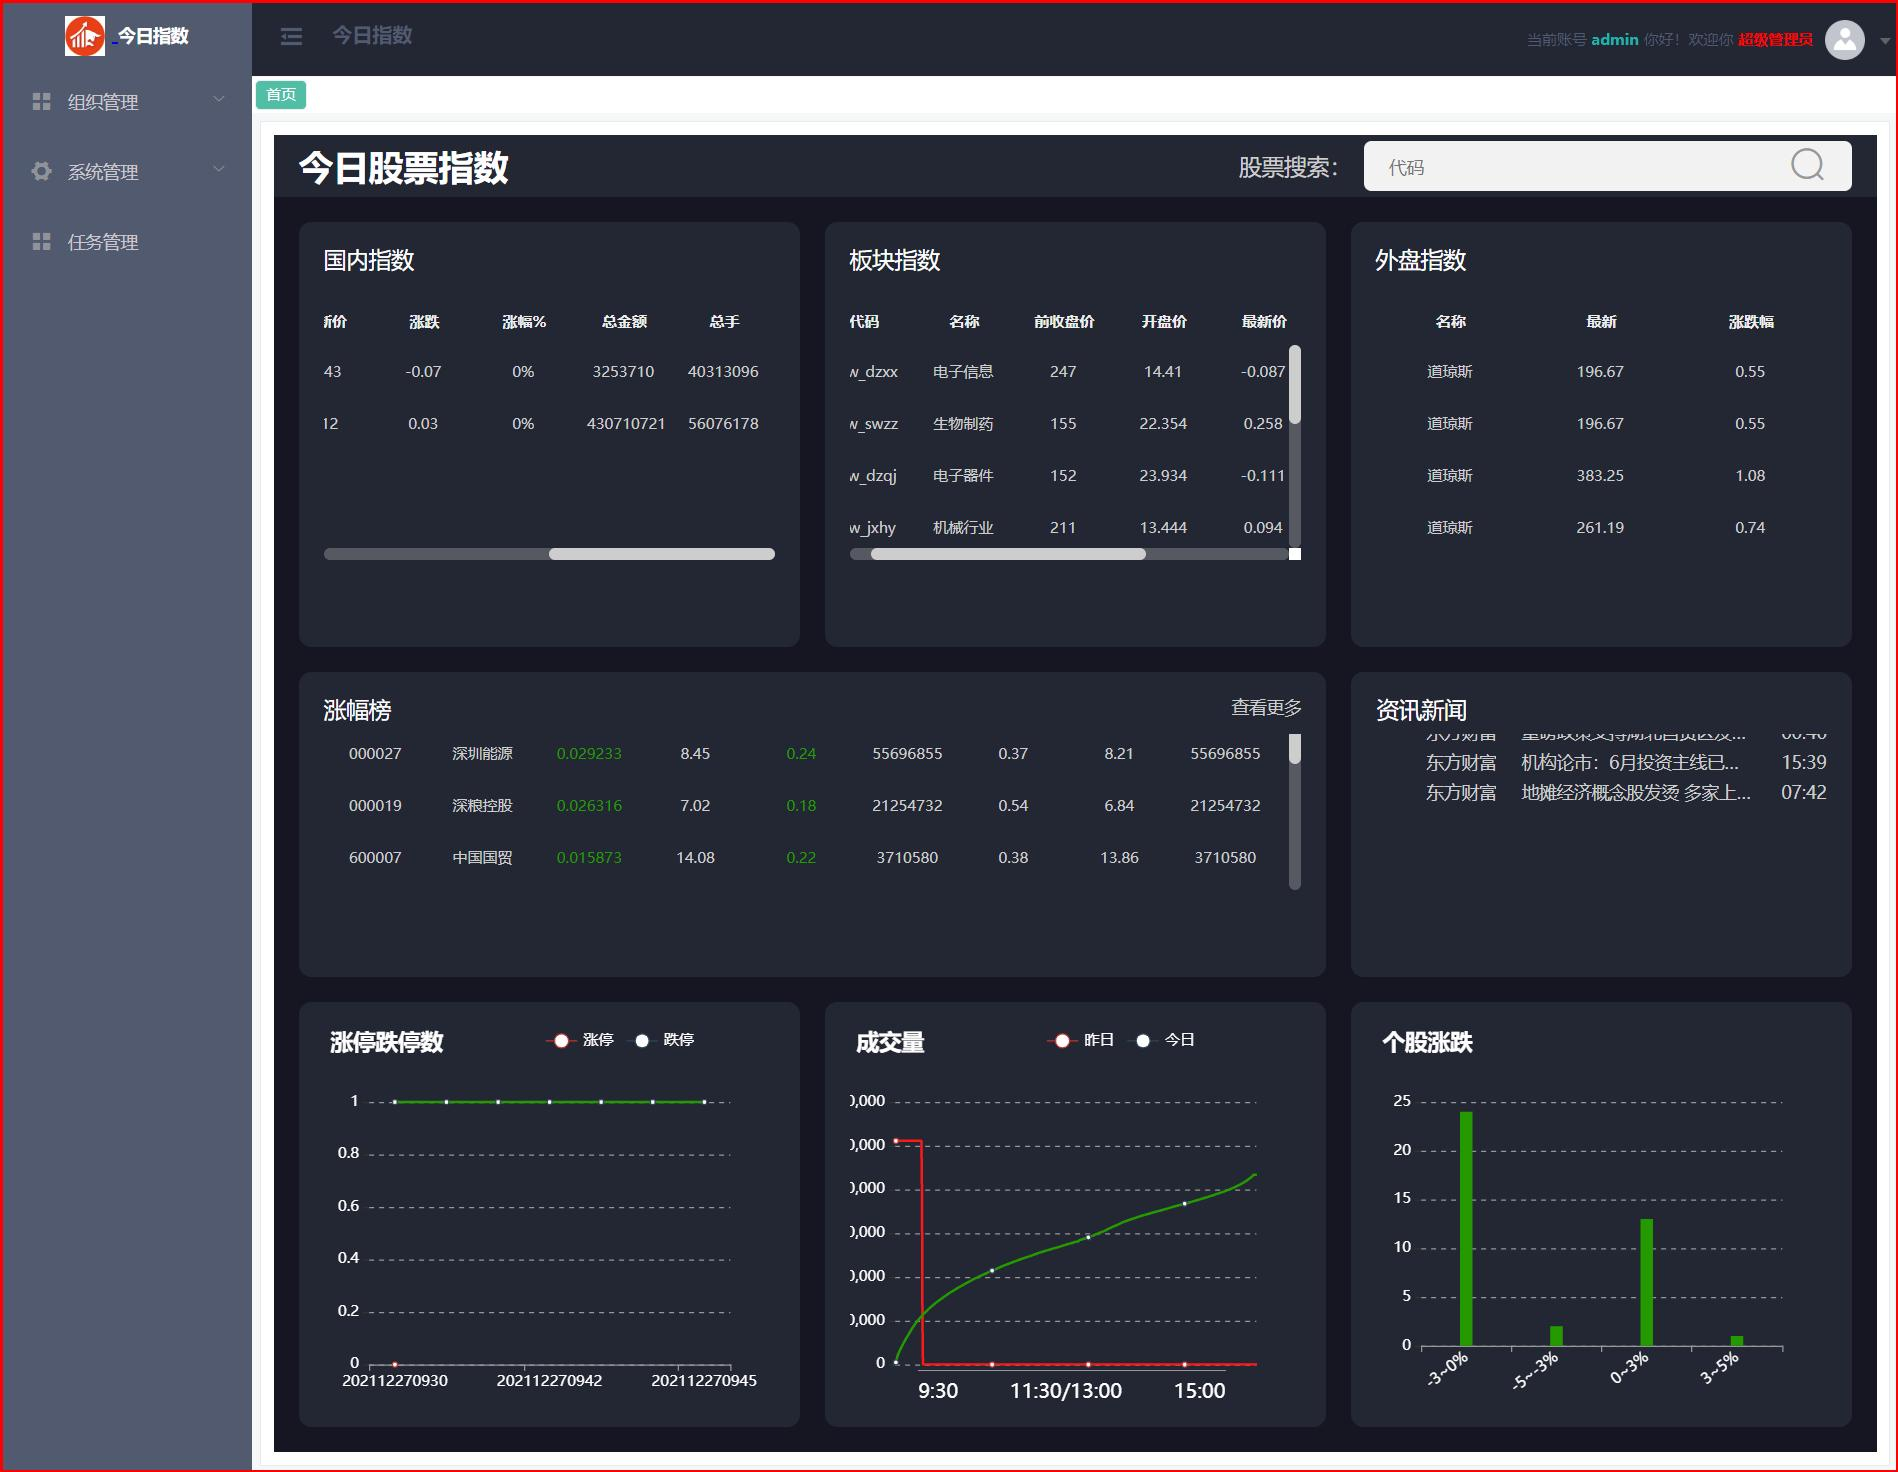 今日指数
今日指数
当前账号 admin 你好！欢迎你 超级管理员
组织管理
系统管理
任务管理
首页
今日股票指数
股票搜索：
代码
国内指数
涨跌 涨幅% 总金额 总手
43 -0.07 0% 3253710 40313096
12 0.03 0% 430710721 56076178
板块指数
代码 名称 前收盘价 开盘价 最新价
w_dzxx 电子信息 247 14.41 -0.087
w_swzz 生物制药 155 22.354 0.258
w_dzqj 电子器件 152 23.934 -0.111
w_jxhy 机械行业 211 13.444 0.094
外盘指数
名称 最新 涨跌幅
道琼斯 196.67 0.55
道琼斯 196.67 0.55
道琼斯 383.25 1.08
道琼斯 261.19 0.74
涨幅榜
查看更多
000027 深圳能源 0.029233 8.45 0.24 55696855 0.37 8.21 55696855
000019 深粮控股 0.026316 7.02 0.18 21254732 0.54 6.84 21254732
600007 中国国贸 0.015873 14.08 0.22 3710580 0.38 13.86 3710580
资讯新闻
东方财富 机构论市：6月投资主线已... 15:39
东方财富 地摊经济概念股发烫 多家上... 07:42
涨停跌停数
涨停 跌停
1
0.8
0.6
0.4
0.2
0
202112270930 202112270942 202112270945
成交量
昨日 今日
0,000
0,000
0,000
0,000
0,000
0
9:30 11:30/13:00 15:00
个股涨跌
25
20
15
10
5
0
-3~0% -5~-3% 0~3% 3~5%